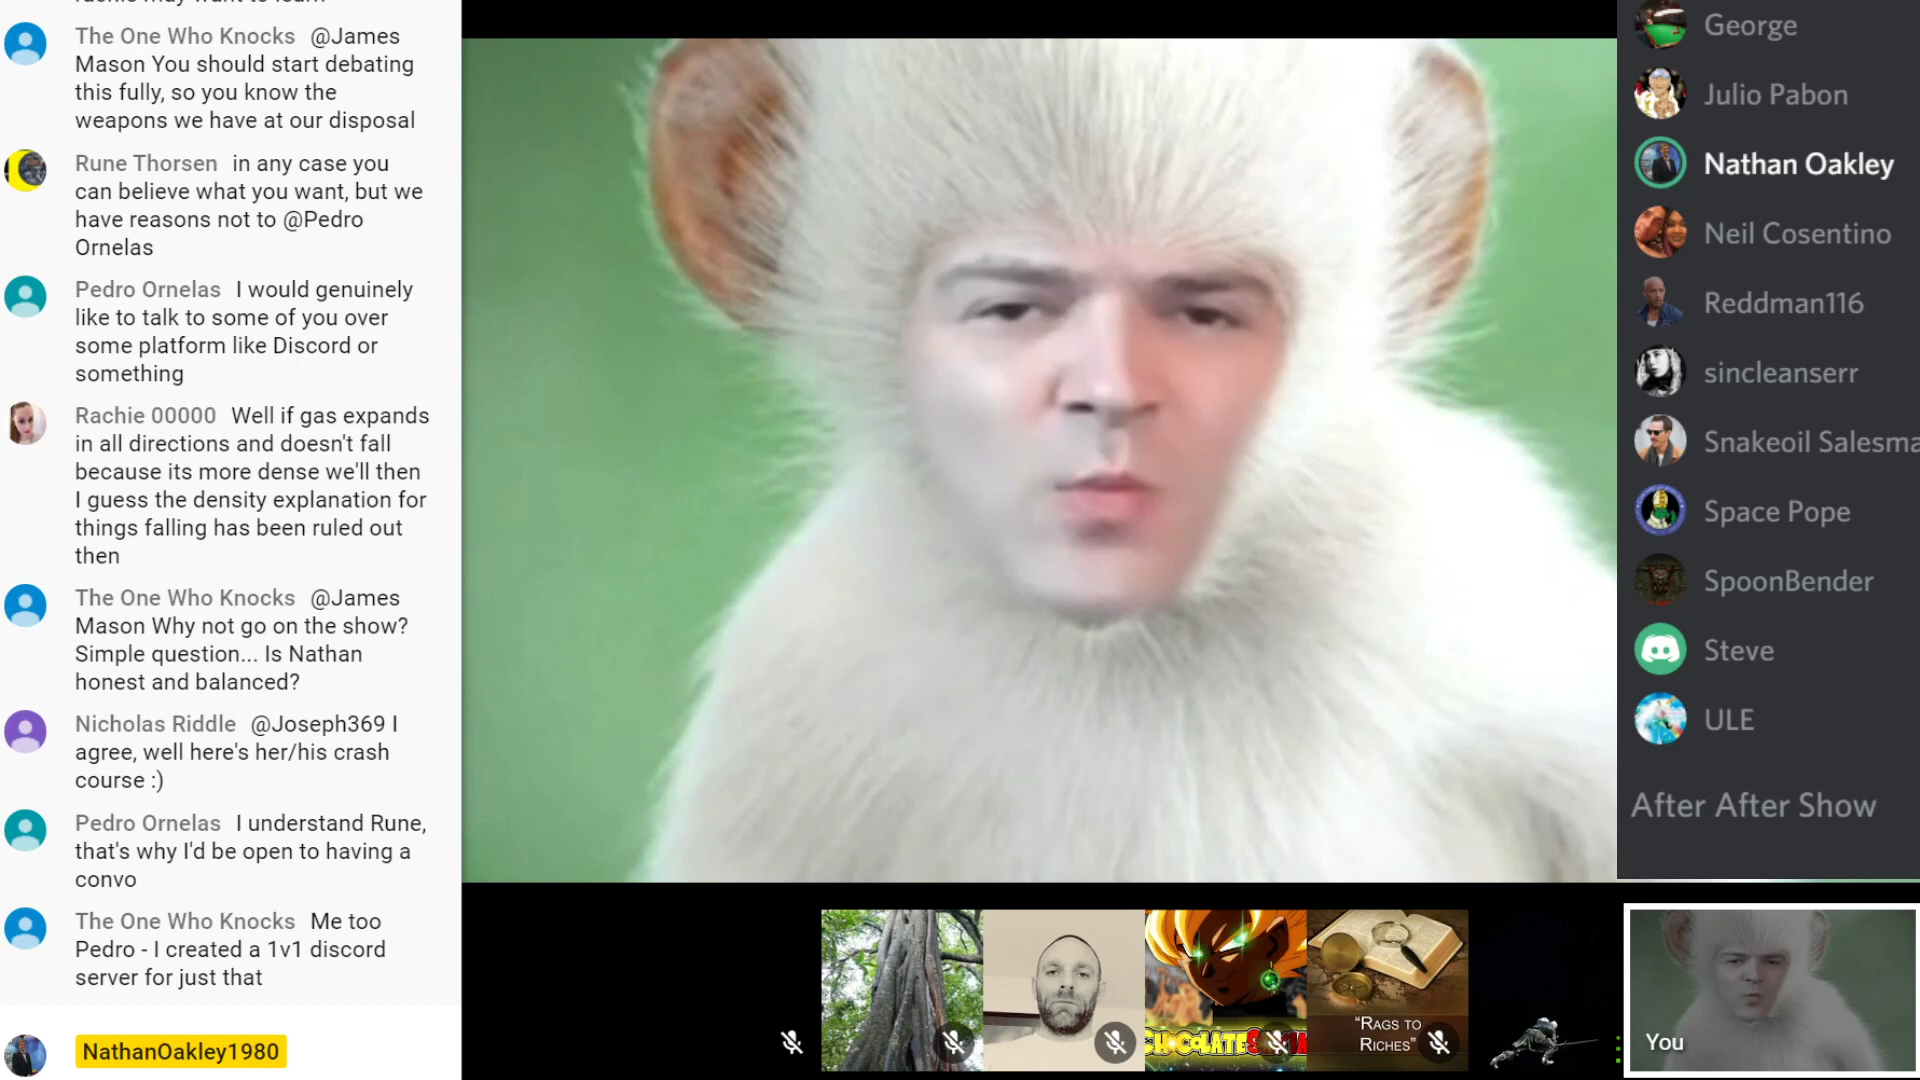 The One Who Knocks @James
Mason You should start debating
this fully, so you know the
weapons we have at our disposal
Rune Thorsen in any case you
can believe what you want, but we
have reasons not to @Pedro
Ornelas
Pedro Ornelas I would genuinely
like to talk to some of you over
some platform like Discord or
something
Rachie 00000 Well if gas expands
in all directions and doesn't fall
because its more dense we'll then
I guess the density explanation for
things falling has been ruled out
then
The One Who Knocks @James
Mason Why not go on the show?
Simple question... Is Nathan
honest and balanced?
Nicholas Riddle @Joseph369 I
agree, well here's her/his crash
course :)
Pedro Ornelas I understand Rune,
that's why I'd be open to having a
convo
The One Who Knocks Me too
Pedro - I created a 1v1 discord
server for just that
NathanOakley1980
George
Julio Pabon
Nathan Oakley
Neil Cosentino
Reddman116
sincleanserr
Snakeoil Salesma
Space Pope
SpoonBender
Steve
ULE
After After Show
"RAGS TO
RICHES"
You